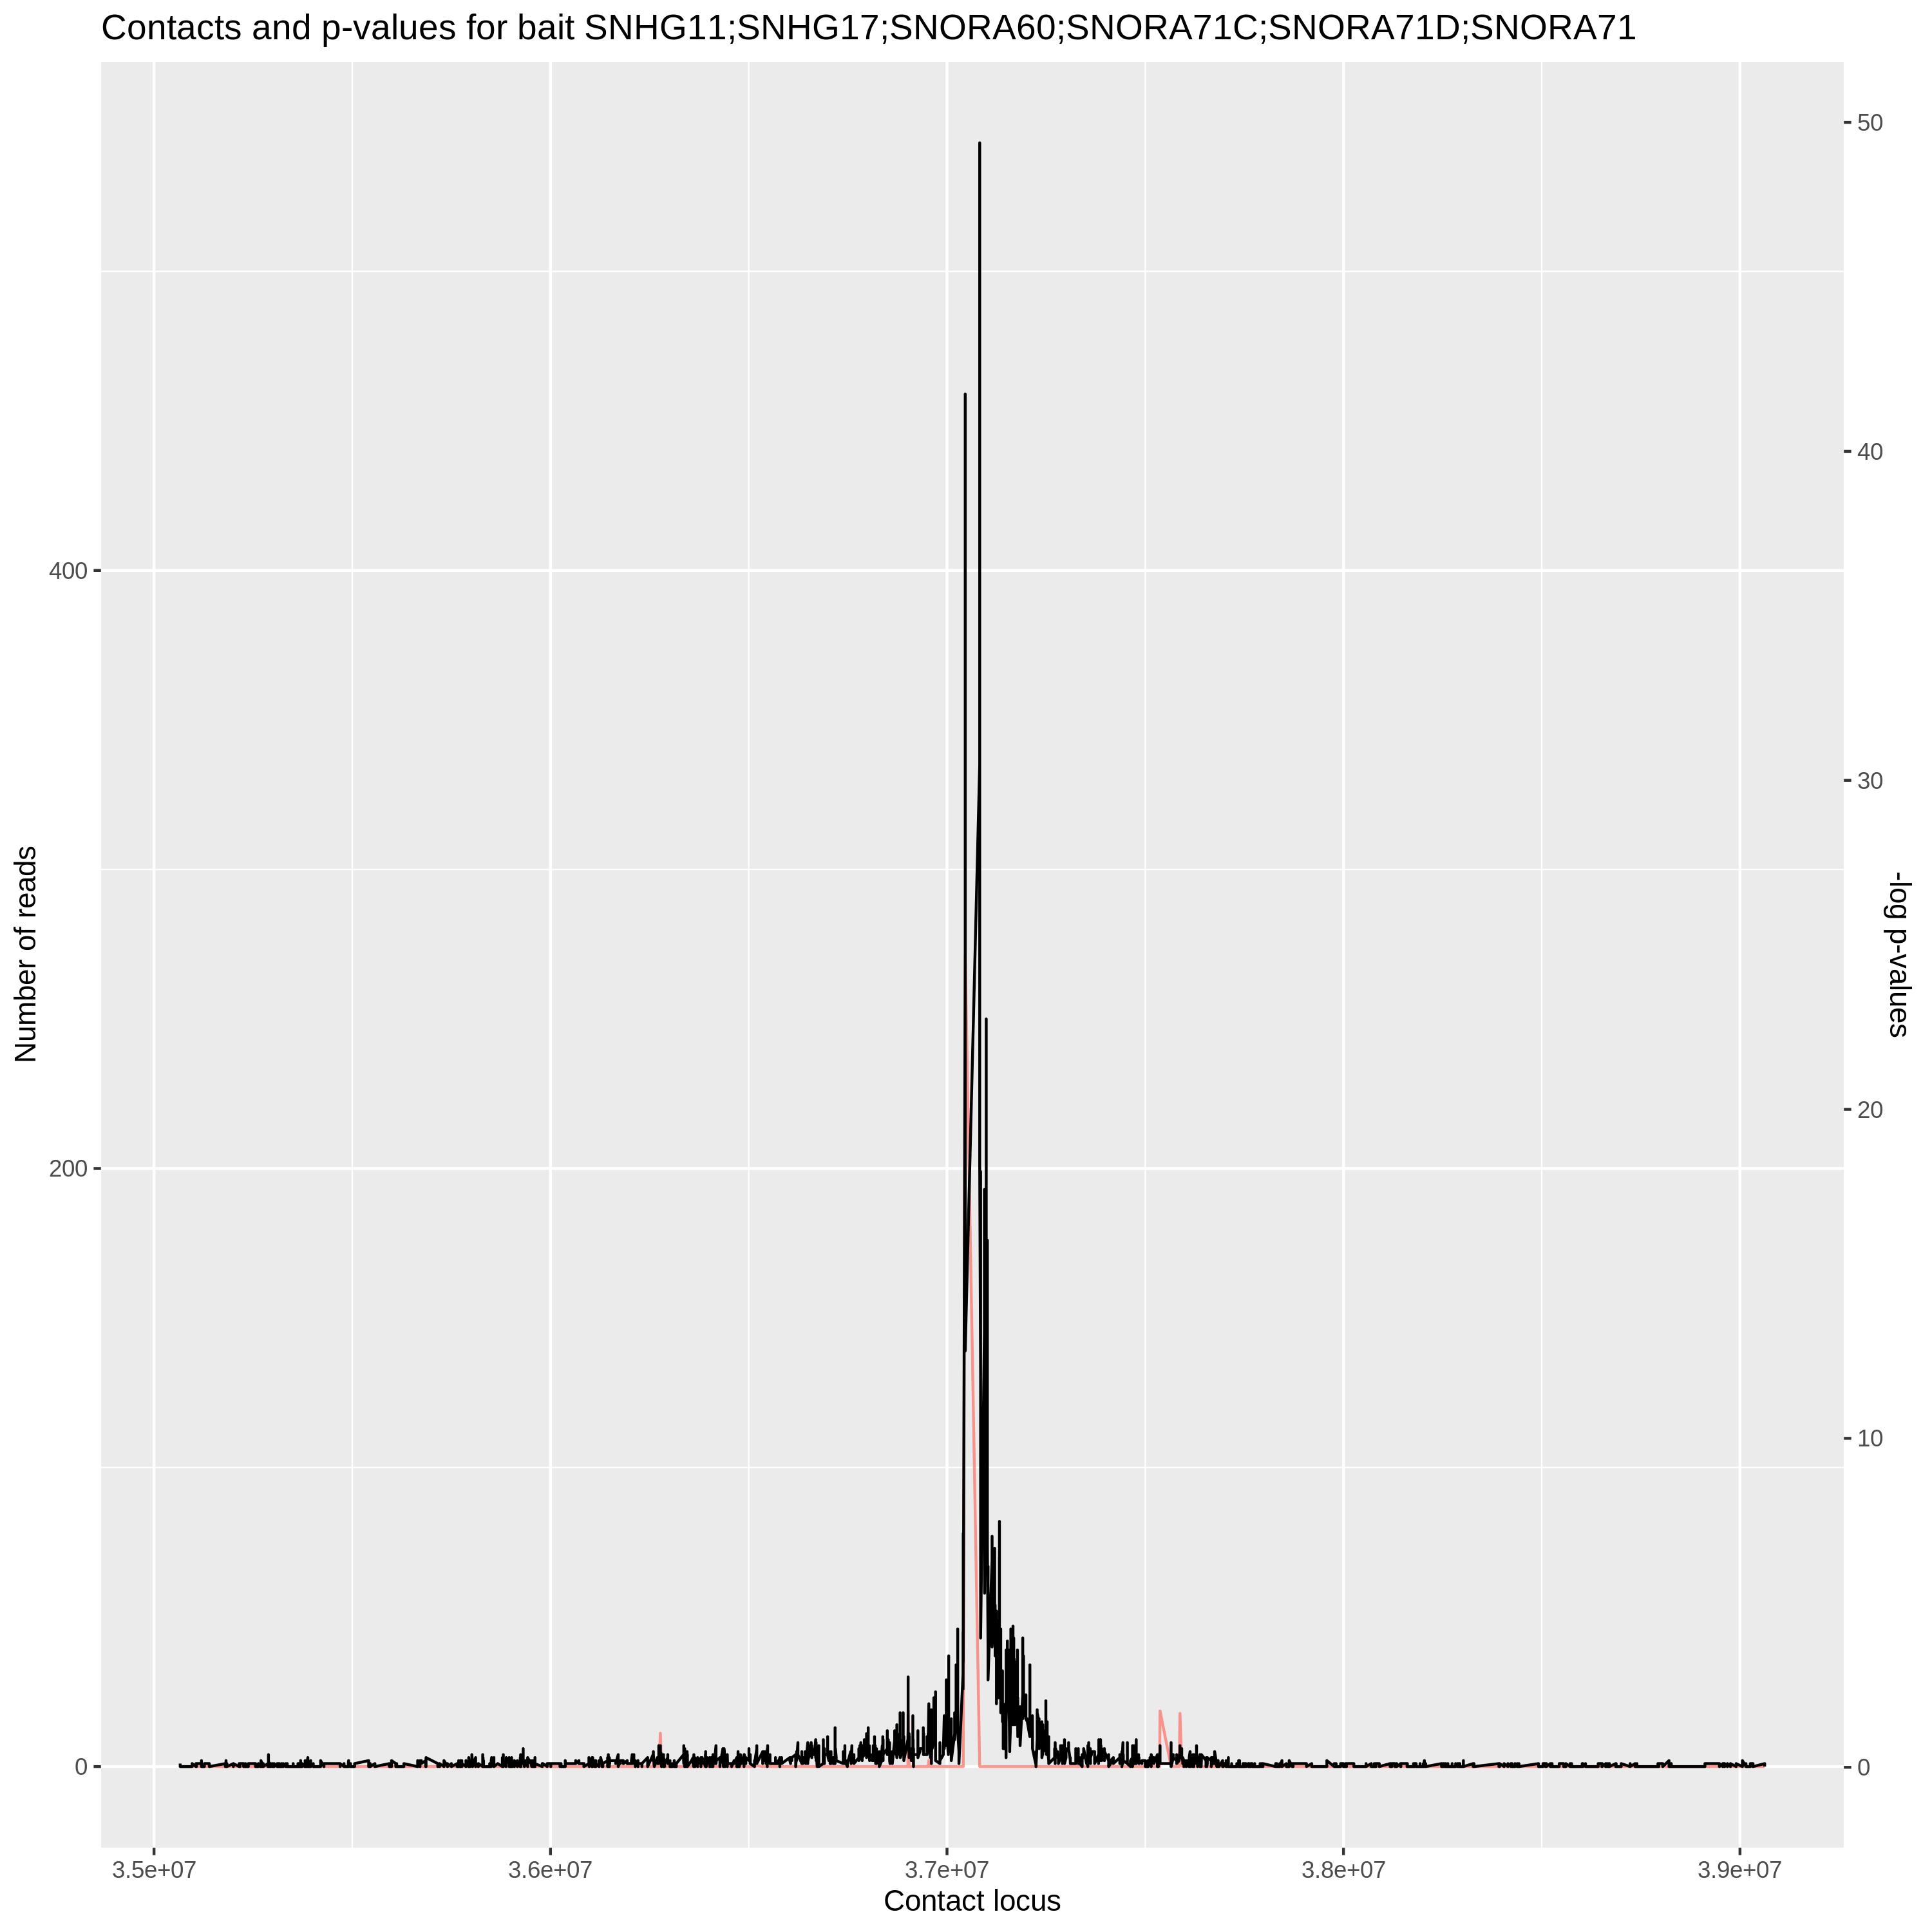 Contacts and p-values for bait SNHG11;SNHG17;SNORA60;SNORA71C;SNORA71D;SNORA71
50
40
400
30
Number of reads
-log p-values
20
200
10
0
0
3.5e+07
3.6e+07
3.7e+07
3.8e+07
3.9e+07
Contact locus